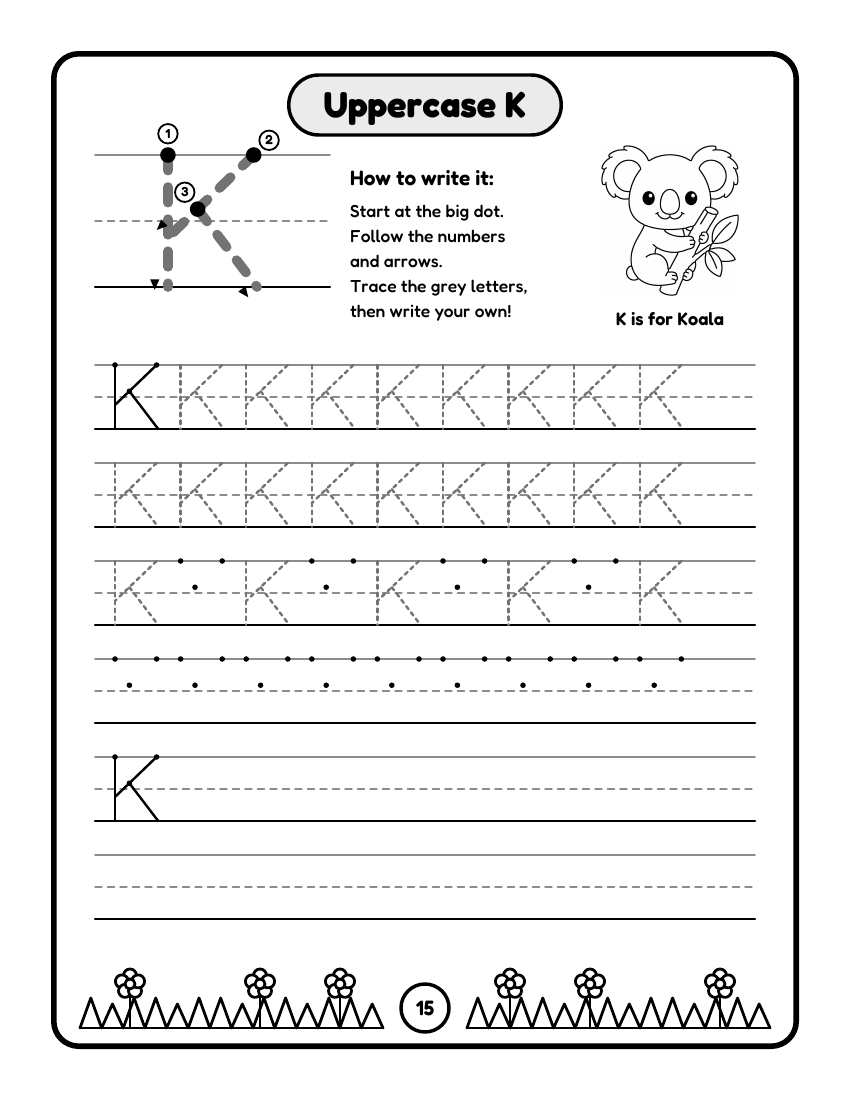 Uppercase K
1
2
3
How to write it:
Start at the big dot.
Follow the numbers
and arrows.
Trace the grey letters,
then write your own!
K is for Koala
K K K K K K K K K
K K K K K K K K K
K K K K K
K
15